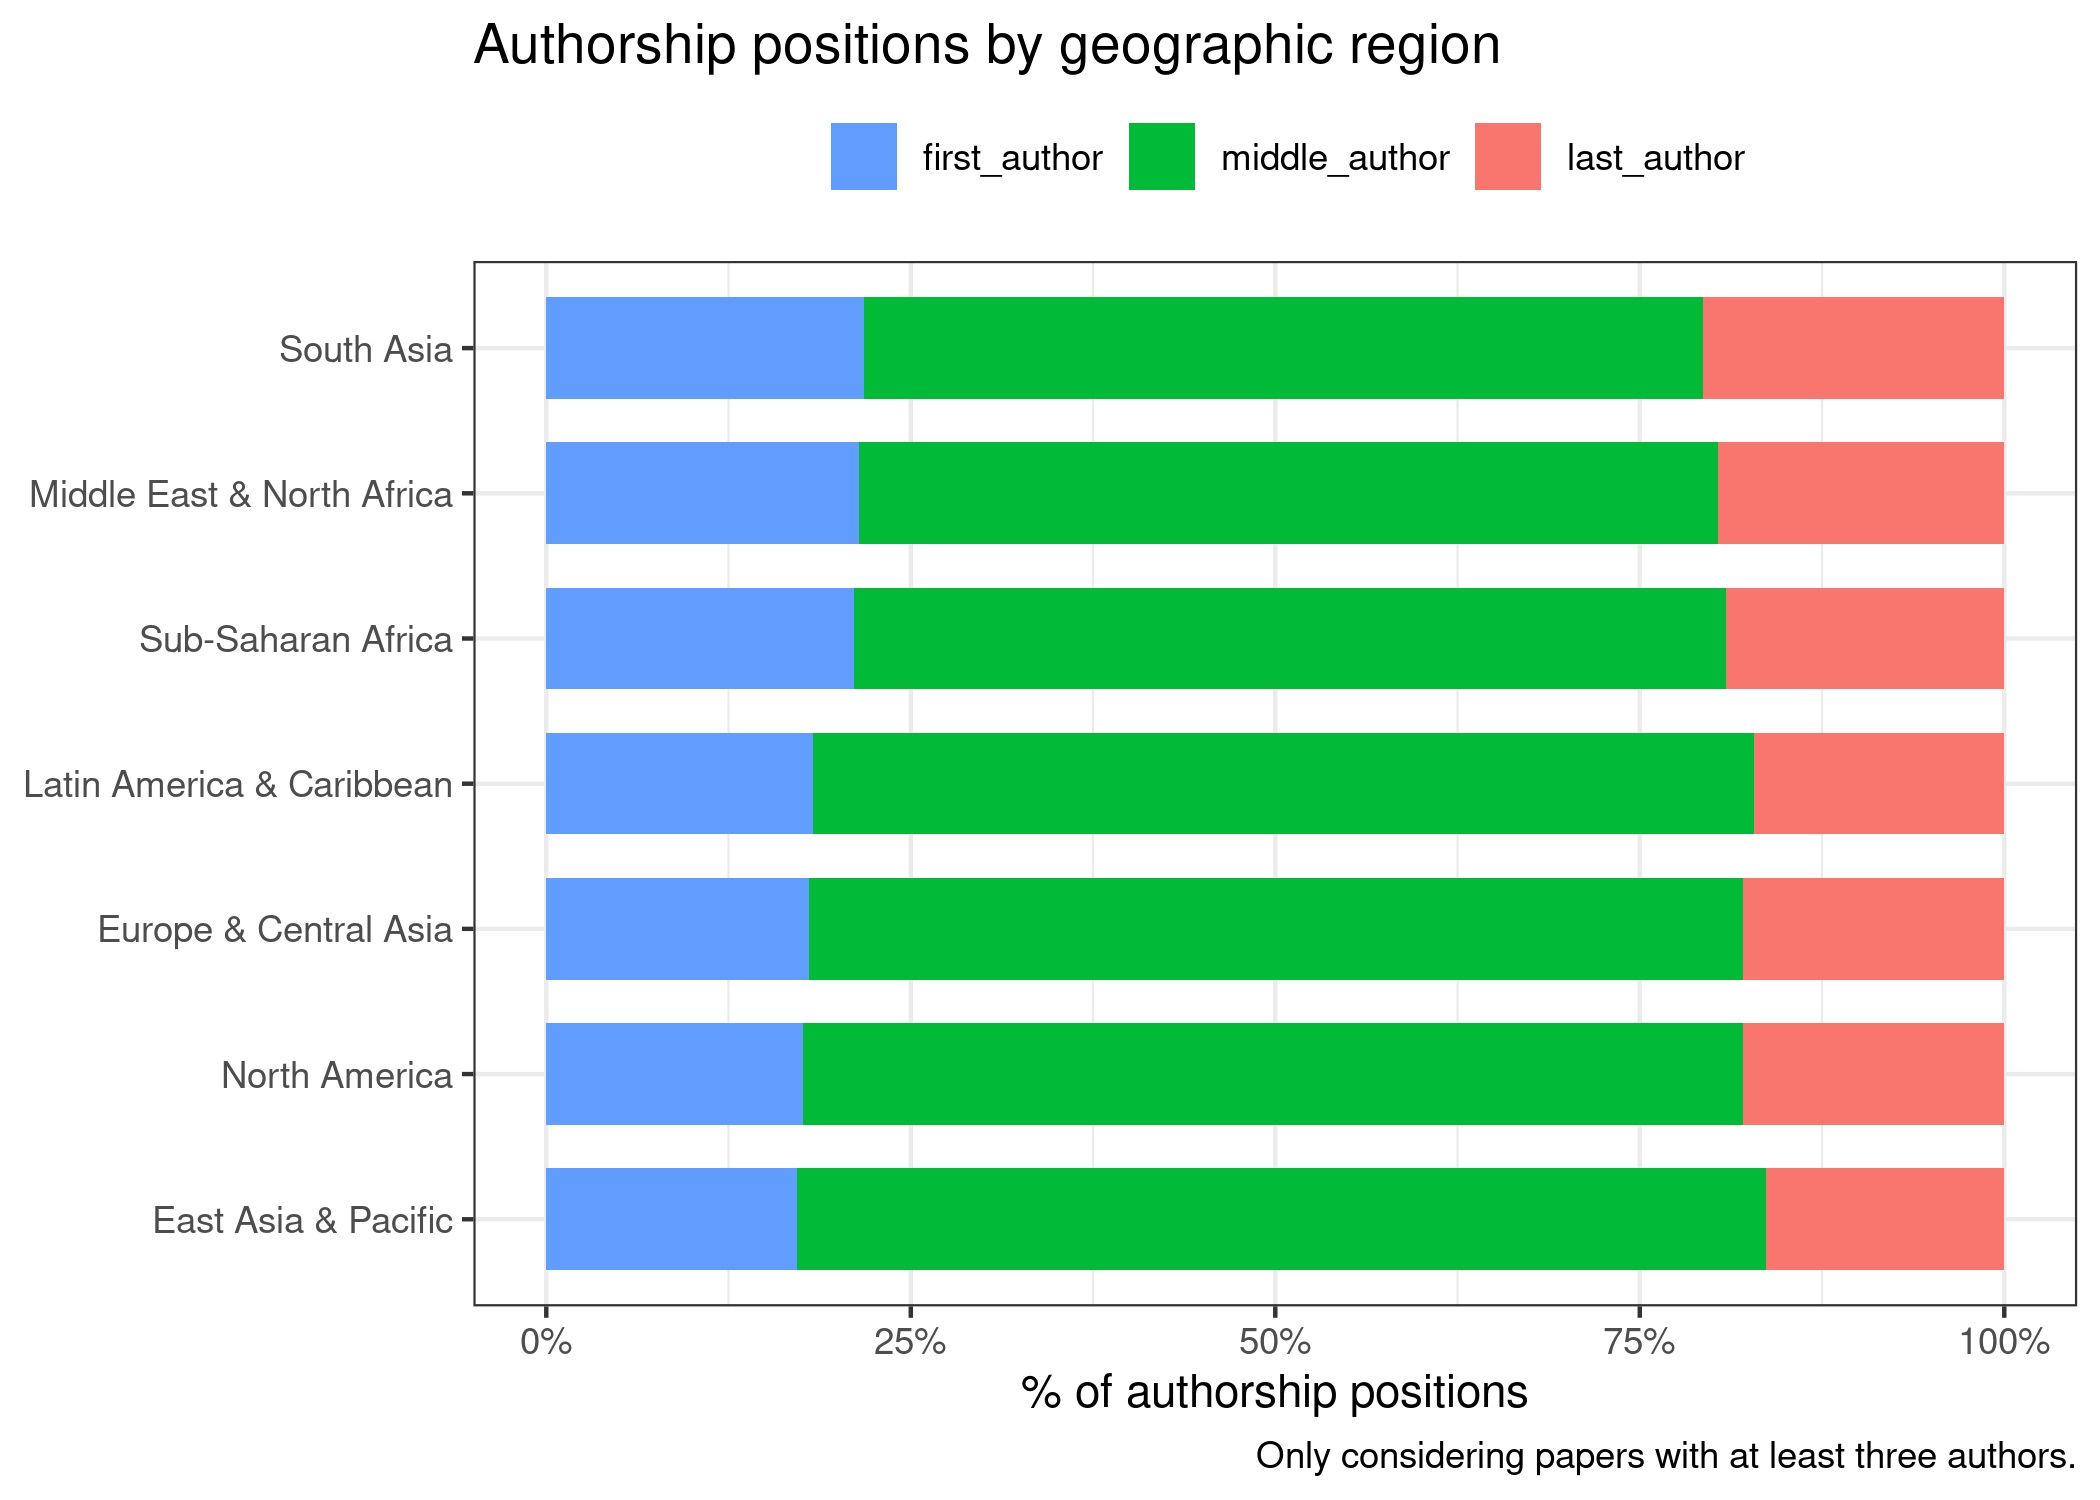 Authorship positions by geographic region
first_author middle_author last_author
South Asia
Middle East & North Africa
Sub-Saharan Africa
Latin America & Caribbean
Europe & Central Asia
North America
East Asia & Pacific
0% 25% 50% 75% 100%
% of authorship positions
Only considering papers with at least three authors.